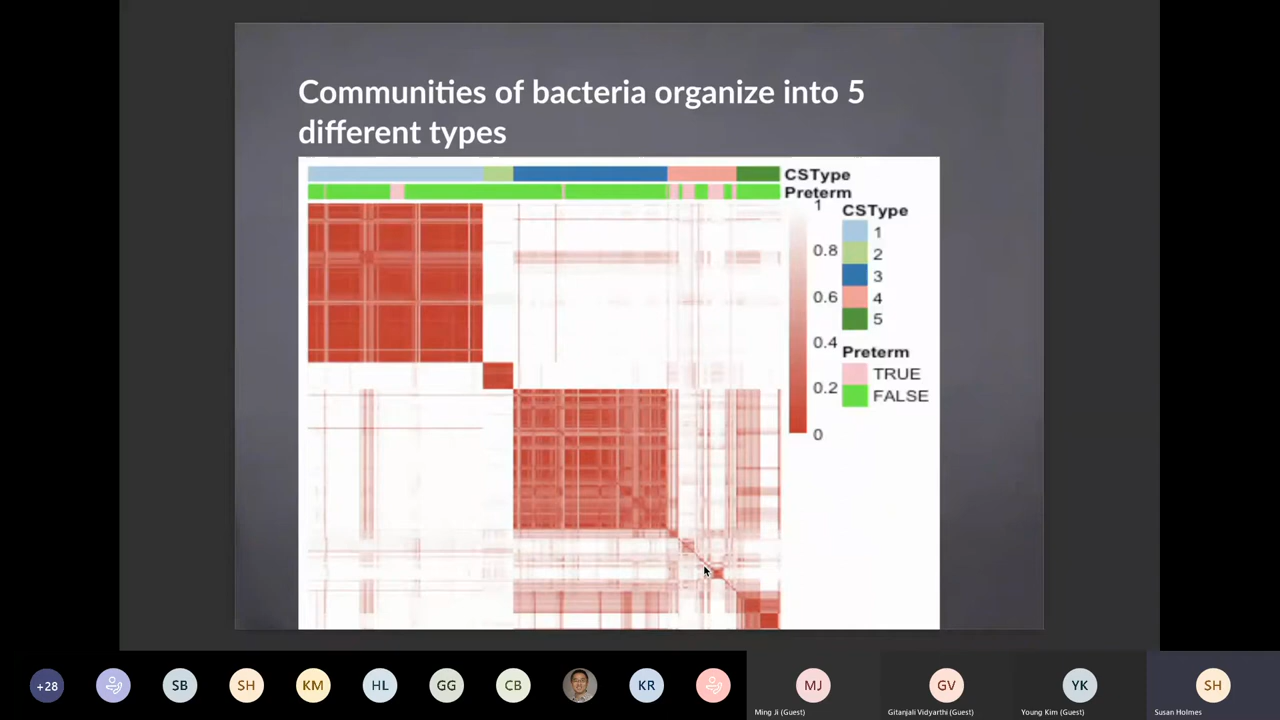 Communities of bacteria organize into 5
different types
CSType
Preterm
1
0.8
0.6
0.4
0.2
0
CSType
1
2
3
4
5
Preterm
TRUE
FALSE
+28
SB
SH
KM
HL
GG
CB
KR
MJ
GV
YK
SH
Ming Ji (Guest)
Gitanjali Vidyarthi (Guest)
Young Kim (Guest)
Susan Holmes